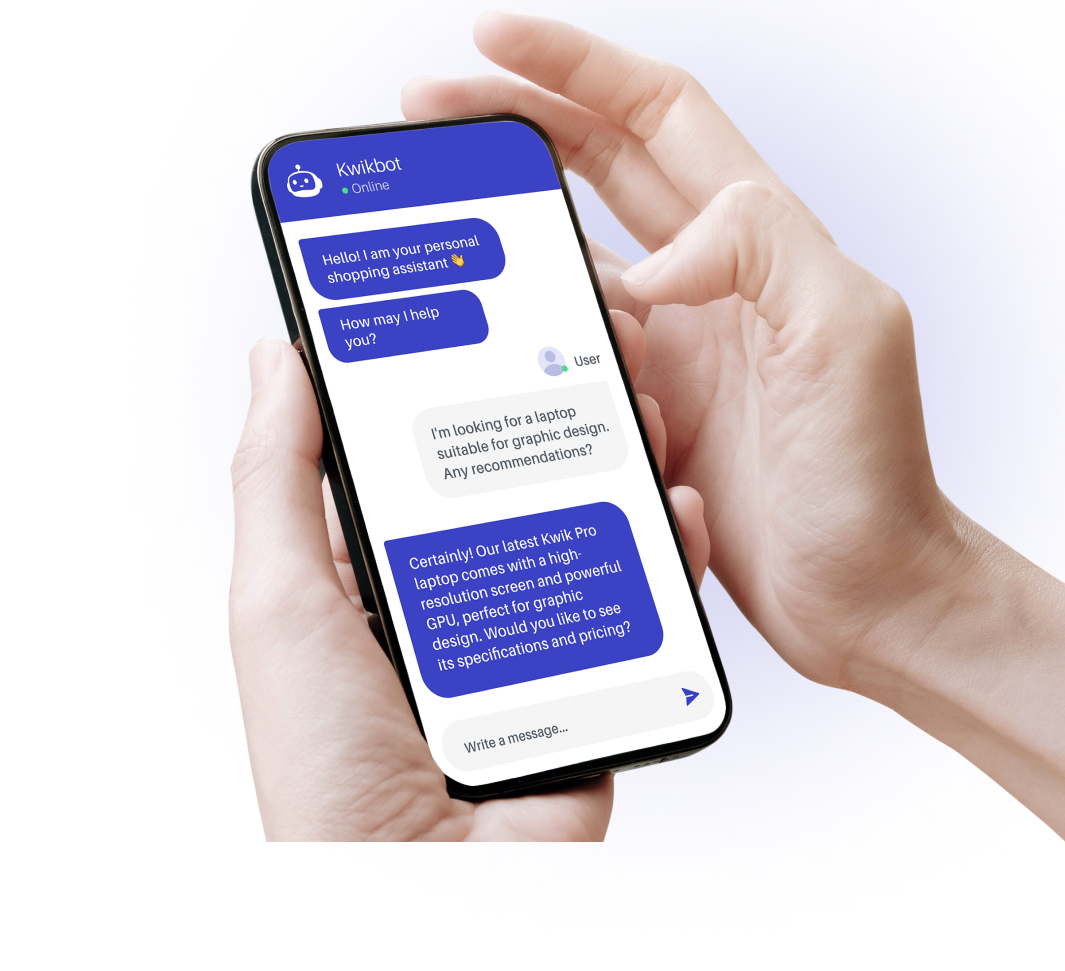 Kwikbot
Online
Hello! I am your personal
shopping assistant 👋
How may I help
you?
User
I'm looking for a laptop
suitable for graphic design.
Any recommendations?
Certainly! Our latest Kwik Pro
laptop comes with a high-
resolution screen and powerful
GPU, perfect for graphic
design. Would you like to see
its specifications and pricing?
Write a message...